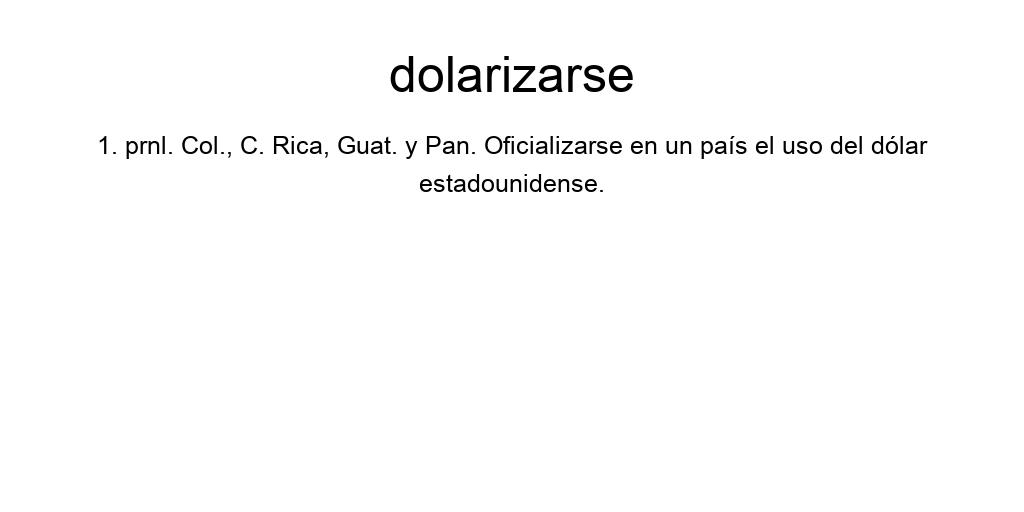 dolarizarse
1. prnl. Col., C. Rica, Guat. y Pan. Oficializarse en un país el uso del dólar
estadounidense.